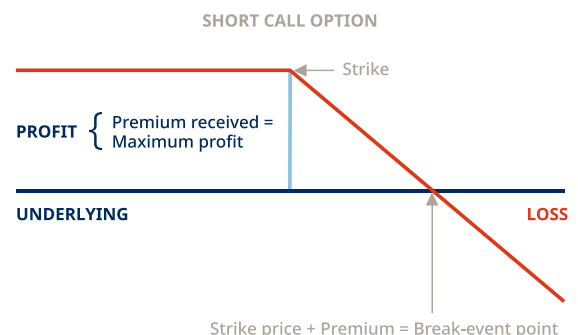 SHORT CALL OPTION
Strike
PROFIT { Premium received =
Maximum profit
UNDERLYING
LOSS
Strike price + Premium = Break-event point